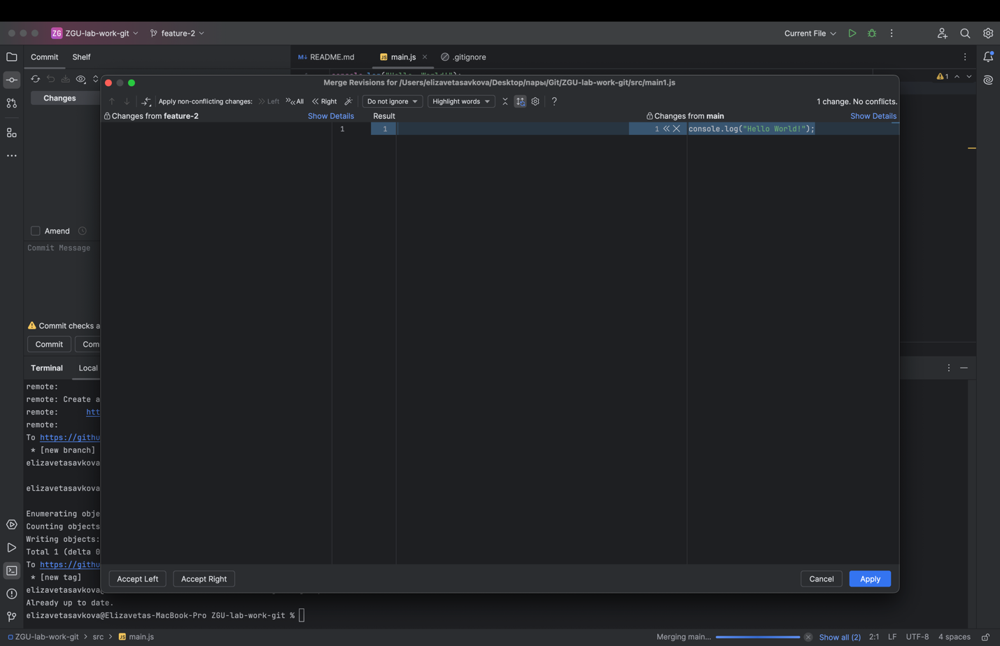 ZG ZGU-lab-work-git feature-2 Current File
Commit Shelf README.md main.js .gitignore
Merge Revisions for /Users/elizavetasavkova/Desktop/пары/Git/ZGU-lab-work-git/src/main1.js
1
Changes
Apply non-conflicting changes: Left All Right Do not ignore Highlight words ? 1 change. No conflicts.
Changes from feature-2 Show Details Result Changes from main Show Details
1 1 1 console.log("Hello World!");
Amend
Commit Message
Commit checks a
Commit Com
Terminal Local
remote:
remote: Create a
remote: htt
remote:
To https://githu
* [new branch]
elizavetasavkova
elizavetasavkova
Enumerating obje
Counting objects
Writing objects:
Total 1 (delta 0
To https://githu
* [new tag]
elizavetasavkova@
Already up to date.
elizavetasavkova@Elizavetas-MacBook-Pro ZGU-lab-work-git %
Accept Left Accept Right Cancel Apply
ZGU-lab-work-git > src > JS main.js Merging main... Show all (2) 2:1 LF UTF-8 4 spaces